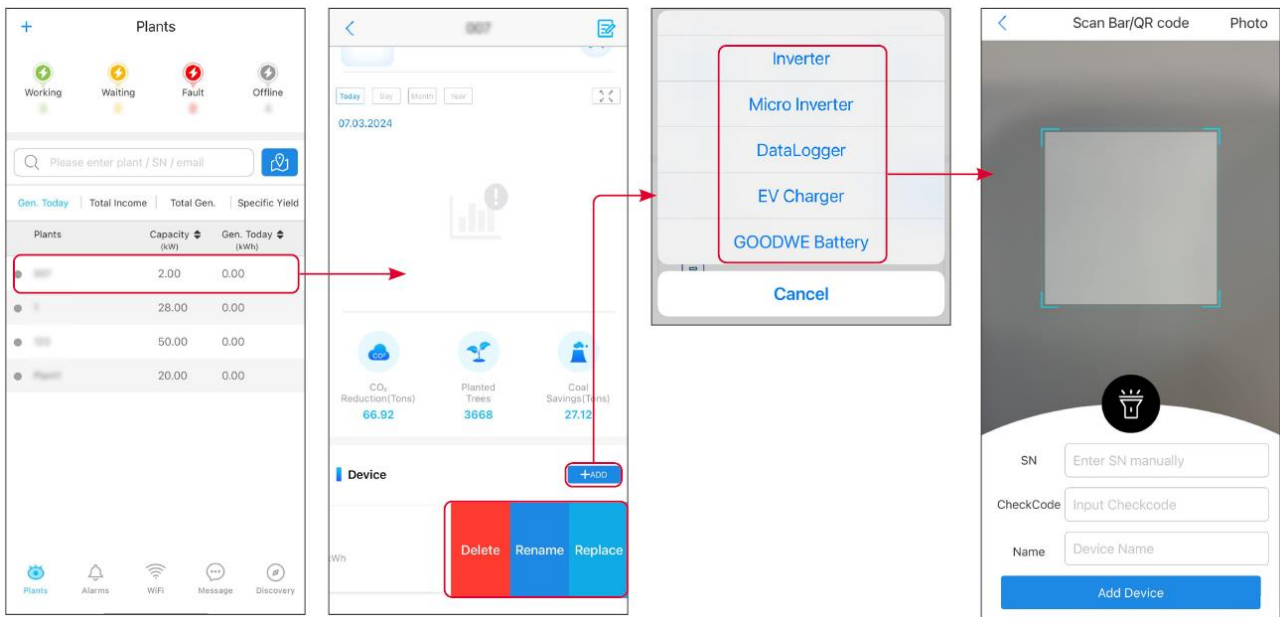 + Plants
Working Waiting Fault Offline
Please enter plant / SN / email
Gen. Today Total Income Total Gen. Specific Yield
Plants Capacity (kW) Gen. Today (kWh)
2.00 0.00
28.00 0.00
50.00 0.00
20.00 0.00
Plants Alarms WiFi Message Discovery
007
Today Day Month Year
07.03.2024
CO₂
CO₂ Reduction(Tons)
66.92
Planted Trees
3668
Coal Savings(Tons)
27.12
Device
+ADD
Wh
Delete Rename Replace
Inverter
Micro Inverter
DataLogger
EV Charger
GOODWE Battery
Cancel
Scan Bar/QR code Photo
SN Enter SN manually
CheckCode Input Checkcode
Name Device Name
Add Device